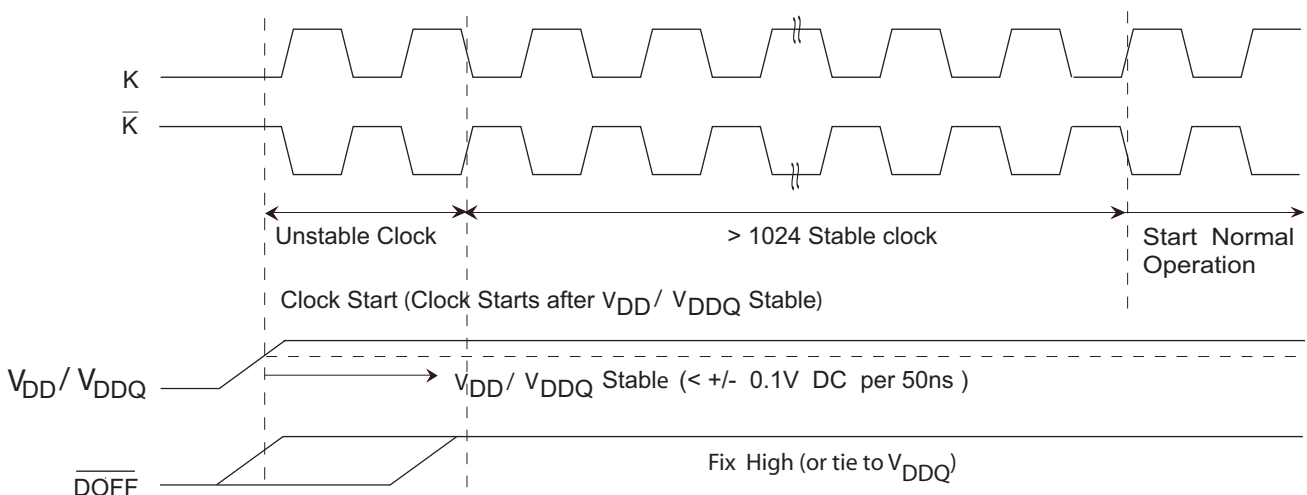 K
K̅
Unstable Clock
> 1024 Stable clock
Start Normal
Operation
Clock Start (Clock Starts after VDD / VDDQ Stable)
VDD / VDDQ
VDD / VDDQ Stable (< +/- 0.1V DC per 50ns )
Fix High (or tie to VDDQ)
D̅O̅F̅F̅